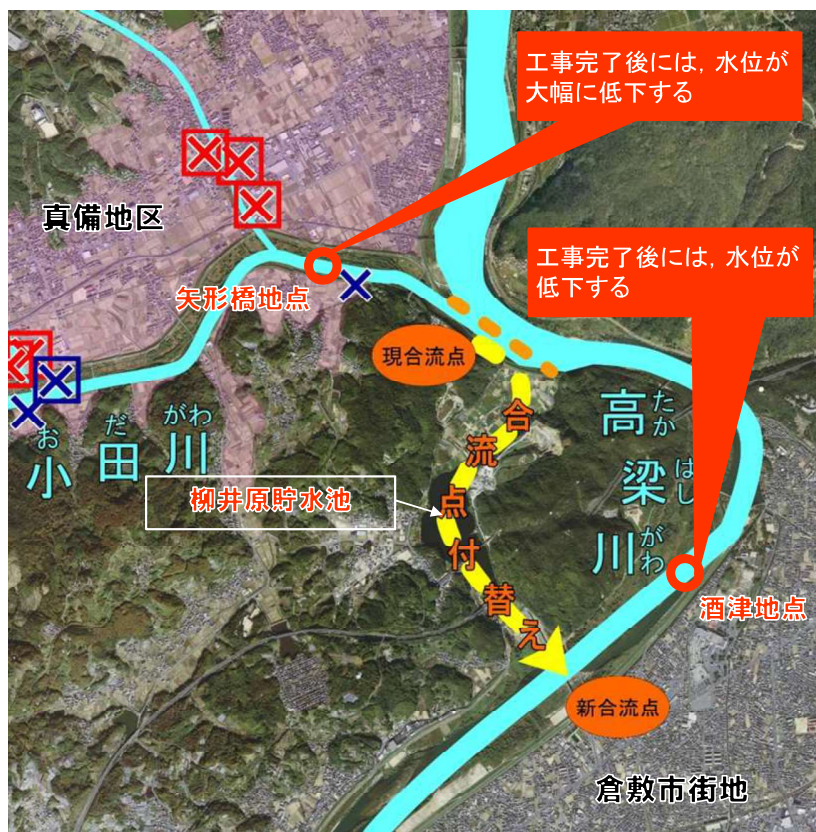 工事完了後には，水位が
大幅に低下する
真備地区
工事完了後には，水位が
低下する
矢形橋地点
現合流点
合流点付替え
小田川
お だ がわ
高梁川
たか はし がわ
柳井原貯水池
酒津地点
新合流点
倉敷市街地